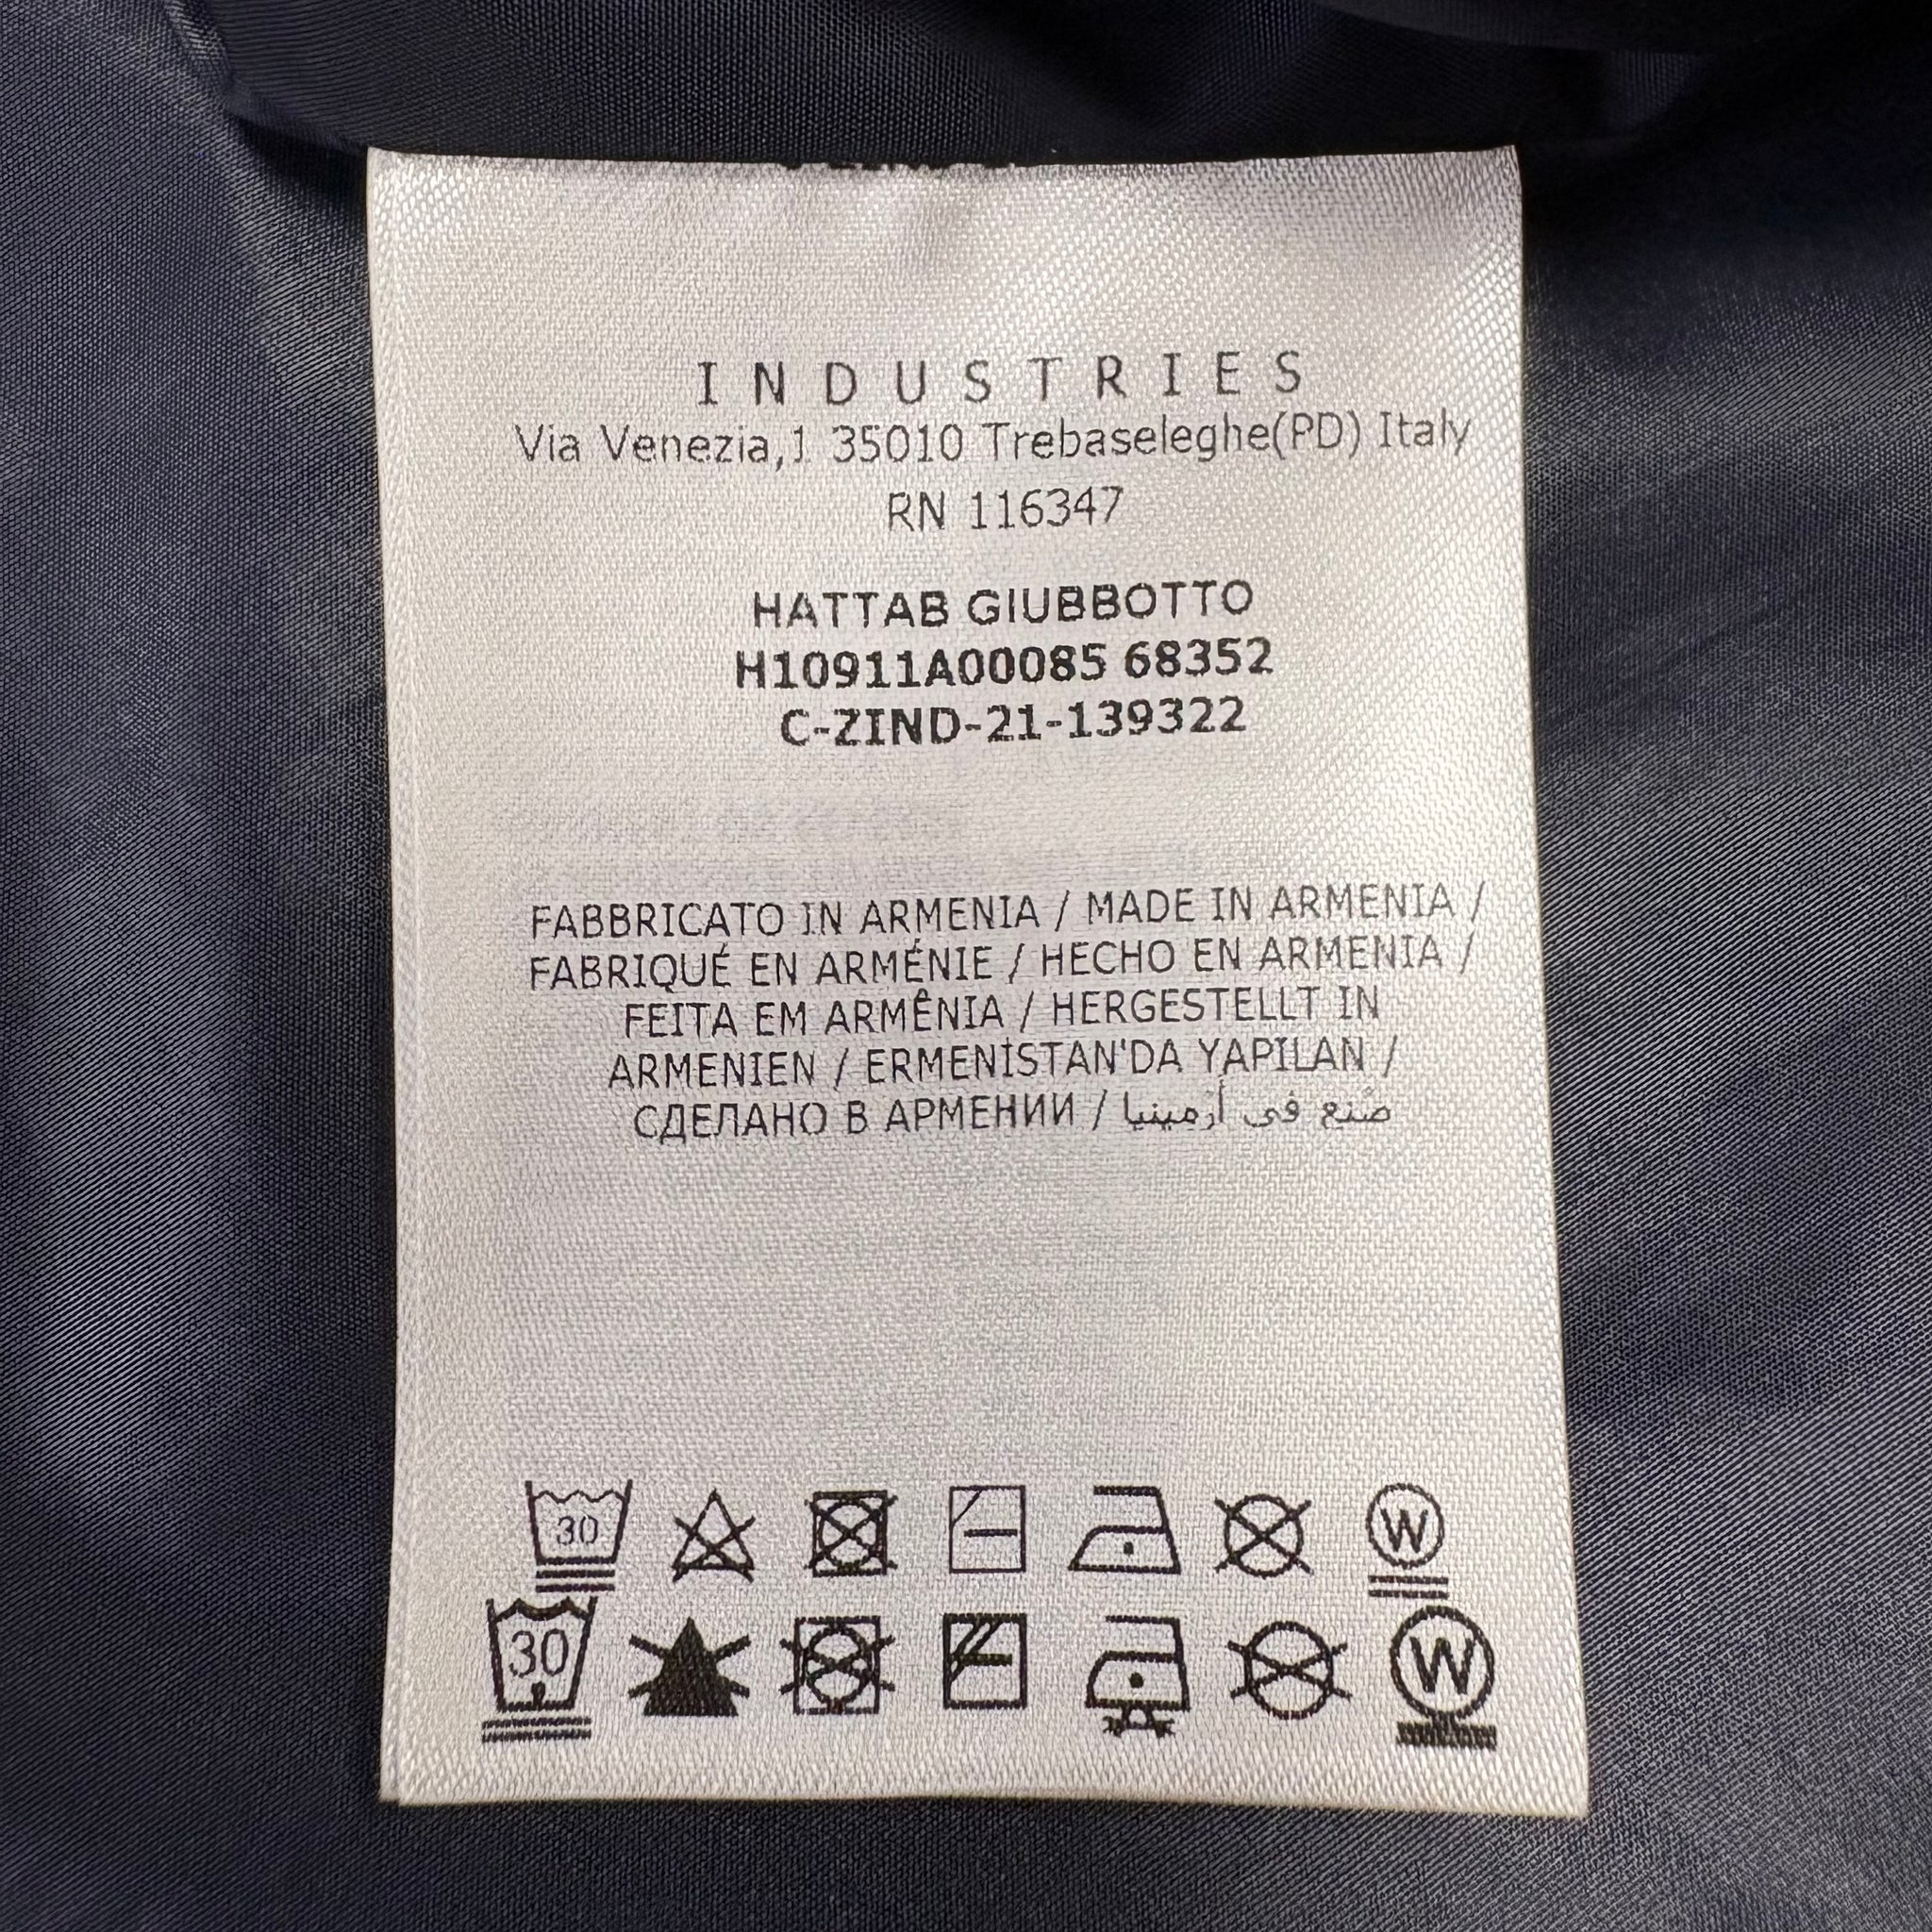 INDUSTRIES
Via Venezia,1 35010 Trebaseleghe(PD) Italy
RN 116347
HATTAB GIUBBOTTO
H10911A00085 68352
C-ZIND-21-139322
FABBRICATO IN ARMENIA / MADE IN ARMENIA /
FABRIQUÉ EN ARMÉNIE / HECHO EN ARMENIA /
FEITA EM ARMÊNIA / HERGESTELLT IN
ARMENIEN / ERMENİSTAN'DA YAPILAN /
СДЕЛАНО В АРМЕНИИ / صُنع في أرمينيا
30 W
30 W